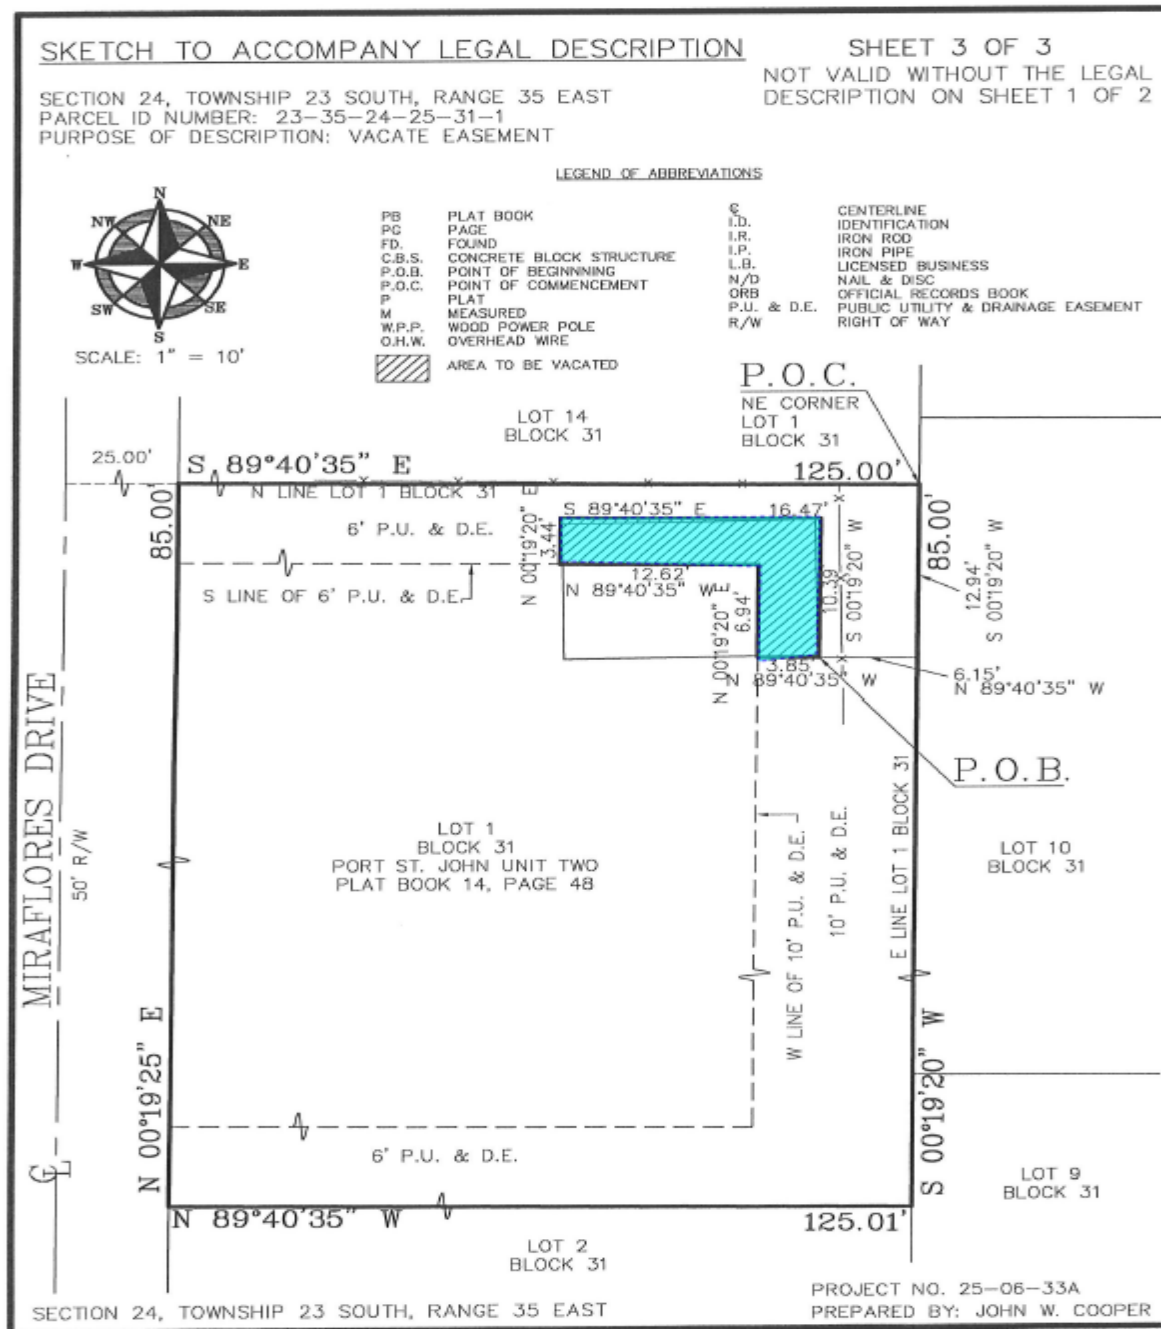 SKETCH TO ACCOMPANY LEGAL DESCRIPTION
SHEET 3 OF 3
NOT VALID WITHOUT THE LEGAL
DESCRIPTION ON SHEET 1 OF 2
SECTION 24, TOWNSHIP 23 SOUTH, RANGE 35 EAST
PARCEL ID NUMBER: 23-35-24-25-31-1
PURPOSE OF DESCRIPTION: VACATE EASEMENT
LEGEND OF ABBREVIATIONS
N
NE
E
SE
S
SW
W
NW
SCALE: 1" = 10'
PB PLAT BOOK
PG PAGE
FD. FOUND
C.B.S. CONCRETE BLOCK STRUCTURE
P.O.B. POINT OF BEGINNNING
P.O.C. POINT OF COMMENCEMENT
P PLAT
M MEASURED
W.P.P. WOOD POWER POLE
O.H.W. OVERHEAD WIRE
AREA TO BE VACATED
℄ CENTERLINE
I.D. IDENTIFICATION
I.R. IRON ROD
I.P. IRON PIPE
L.B. LICENSED BUSINESS
N/D NAIL & DISC
ORB OFFICIAL RECORDS BOOK
P.U. & D.E. PUBLIC UTILITY & DRAINAGE EASEMENT
R/W RIGHT OF WAY
P.O.C.
NE CORNER
LOT 1
BLOCK 31
LOT 14
BLOCK 31
25.00'
S 89°40'35" E
125.00'
N LINE LOT 1 BLOCK 31
6' P.U. & D.E.
85.00'
S LINE OF 6' P.U. & D.E.
N 00°19'20" E
3.44'
S 89°40'35" E
16.47'
12.62'
N 89°40'35" W
N 00°19'20" E
6.94'
10.39
S 00°19'20" W
3.85'
N 89°40'35" W
85.00'
12.94'
S 00°19'20" W
6.15'
N 89°40'35" W
P.O.B.
MIRAFLORES DRIVE
50' R/W
℄
LOT 1
BLOCK 31
PORT ST. JOHN UNIT TWO
PLAT BOOK 14, PAGE 48
W LINE OF 10' P.U. & D.E.
10' P.U. & D.E.
E LINE LOT 1 BLOCK 31
LOT 10
BLOCK 31
N 00°19'25" E
S 00°19'20" W
6' P.U. & D.E.
LOT 9
BLOCK 31
N 89°40'35" W
125.01'
LOT 2
BLOCK 31
SECTION 24, TOWNSHIP 23 SOUTH, RANGE 35 EAST
PROJECT NO. 25-06-33A
PREPARED BY: JOHN W. COOPER